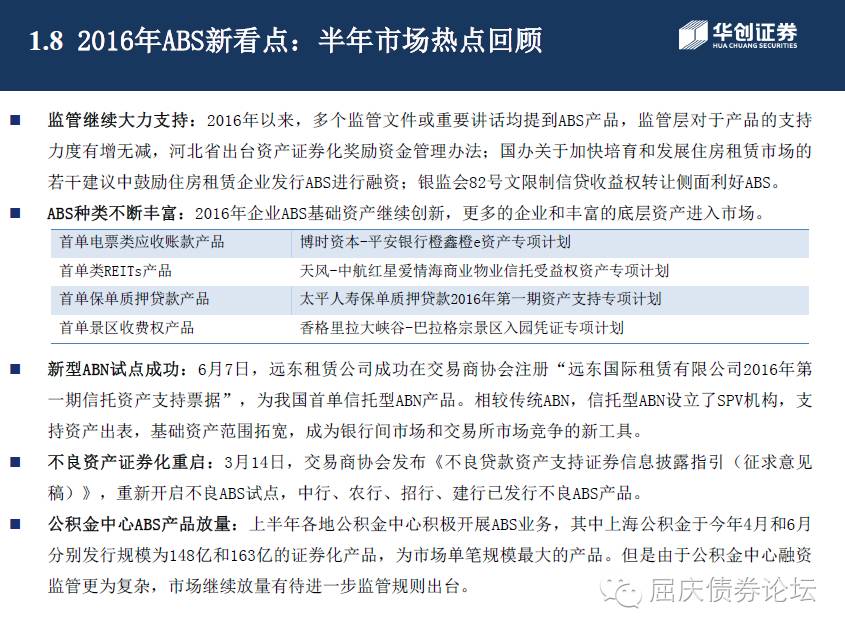 1.8 2016年ABS新看点：半年市场热点回顾
华创证券
HUA CHUANG SECURITIES
监管继续大力支持：2016年以来，多个监管文件或重要讲话均提到ABS产品，监管层对于产品的支持
力度有增无减，河北省出台资产证券化奖励资金管理办法；国办关于加快培育和发展住房租赁市场的
若干建议中鼓励住房租赁企业发行ABS进行融资；银监会82号文限制信贷收益权转让侧面利好ABS。
ABS种类不断丰富：2016年企业ABS基础资产继续创新，更多的企业和丰富的底层资产进入市场。
首单电票类应收账款产品 博时资本-平安银行橙鑫橙e资产专项计划
首单类REITs产品 天风-中航红星爱情海商业物业信托受益权资产专项计划
首单保单质押贷款产品 太平人寿保单质押贷款2016年第一期资产支持专项计划
首单景区收费权产品 香格里拉大峡谷-巴拉格宗景区入园凭证专项计划
新型ABN试点成功：6月7日，远东租赁公司成功在交易商协会注册“远东国际租赁有限公司2016年第
一期信托资产支持票据”，为我国首单信托型ABN产品。相较传统ABN，信托型ABN设立了SPV机构，支
持资产出表，基础资产范围拓宽，成为银行间市场和交易所市场竞争的新工具。
不良资产证券化重启：3月14日，交易商协会发布《不良贷款资产支持证券信息披露指引（征求意见
稿）》，重新开启不良ABS试点，中行、农行、招行、建行已发行不良ABS产品。
公积金中心ABS产品放量：上半年各地公积金中心积极开展ABS业务，其中上海公积金于今年4月和6月
分别发行规模为148亿和163亿的证券化产品，为市场单笔规模最大的产品。但是由于公积金中心融资
监管更为复杂，市场继续放量有待进一步监管规则出台。
屈庆债券论坛